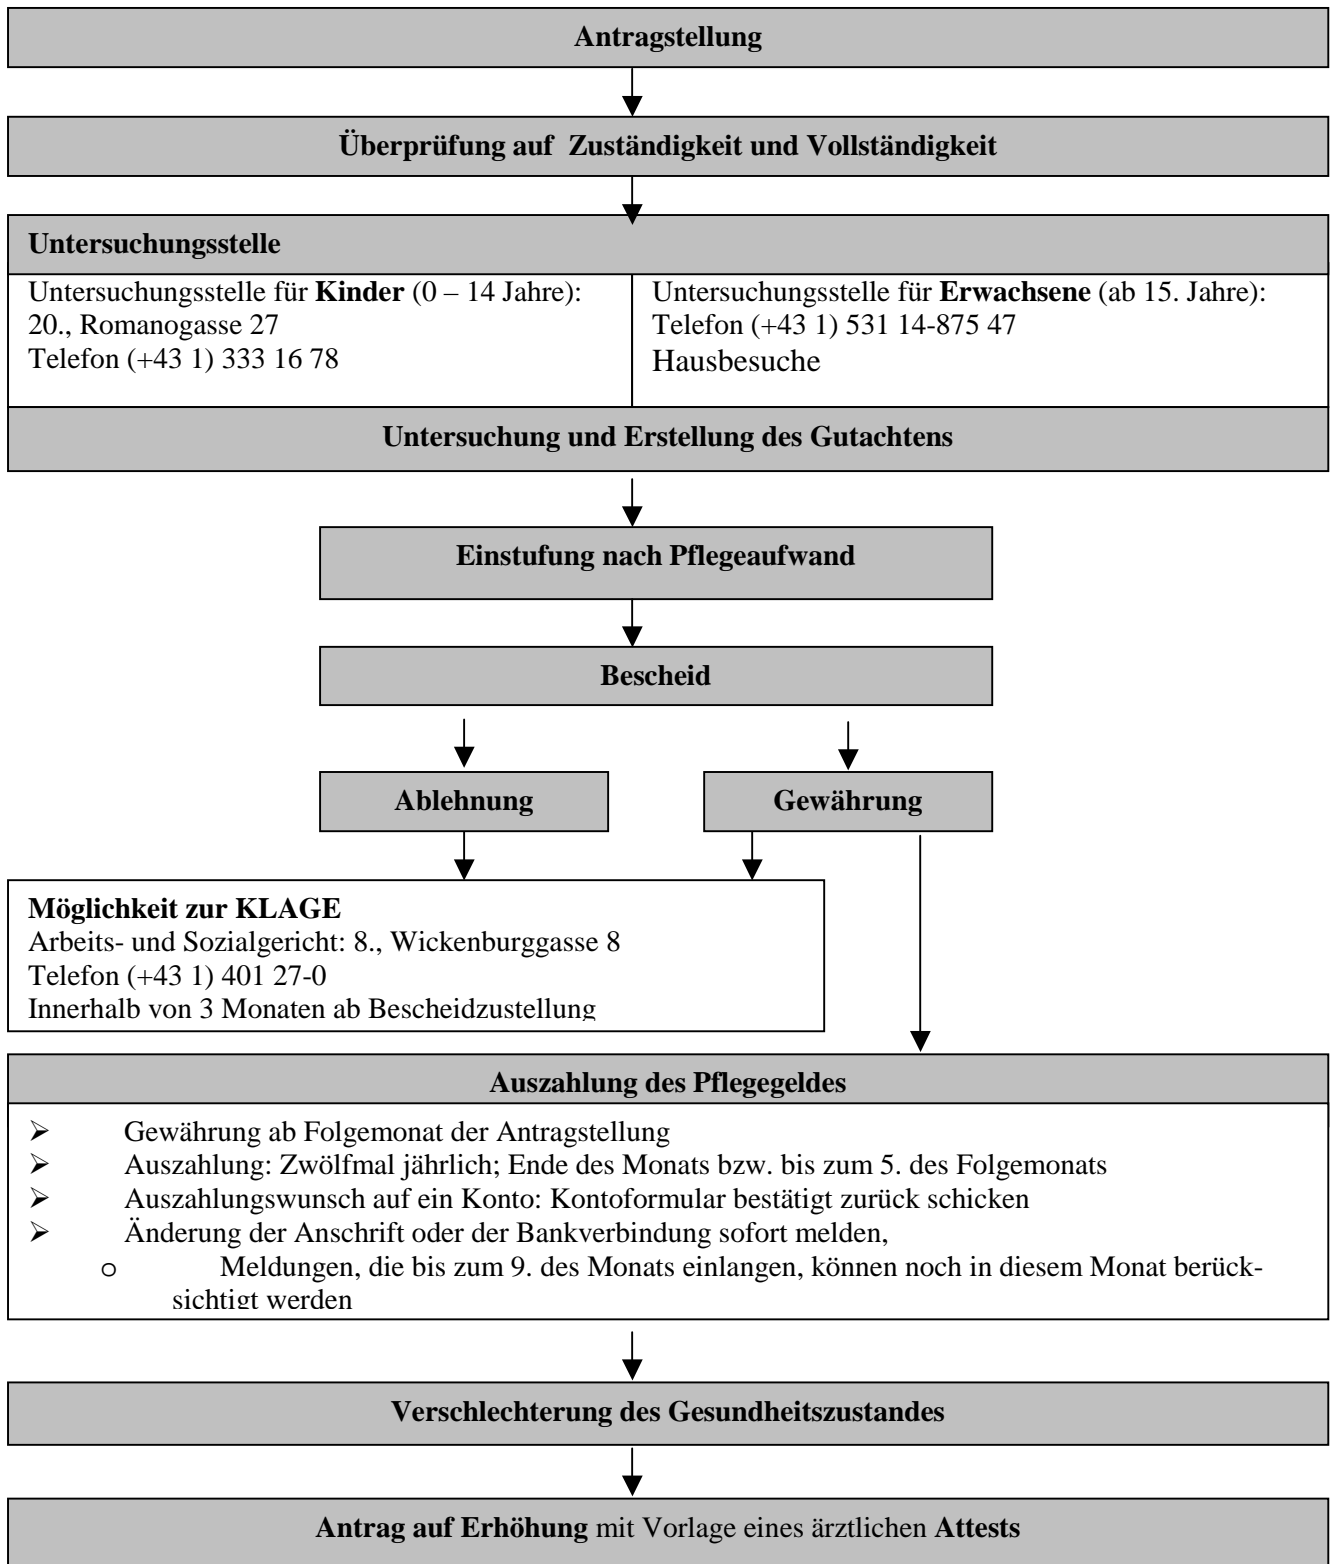 Antragstellung
Überprüfung auf Zuständigkeit und Vollständigkeit
Untersuchungsstelle
Untersuchungsstelle für Kinder (0 – 14 Jahre):
20., Romanogasse 27
Telefon (+43 1) 333 16 78
Untersuchungsstelle für Erwachsene (ab 15. Jahre):
Telefon (+43 1) 531 14-875 47
Hausbesuche
Untersuchung und Erstellung des Gutachtens
Einstufung nach Pflegeaufwand
Bescheid
Ablehnung
Gewährung
Möglichkeit zur KLAGE
Arbeits- und Sozialgericht: 8., Wickenburggasse 8
Telefon (+43 1) 401 27-0
Innerhalb von 3 Monaten ab Bescheidzustellung
Auszahlung des Pflegegeldes
➢ Gewährung ab Folgemonat der Antragstellung
➢ Auszahlung: Zwölfmal jährlich; Ende des Monats bzw. bis zum 5. des Folgemonats
➢ Auszahlungswunsch auf ein Konto: Kontoformular bestätigt zurück schicken
➢ Änderung der Anschrift oder der Bankverbindung sofort melden,
o Meldungen, die bis zum 9. des Monats einlangen, können noch in diesem Monat berück-
sichtigt werden
Verschlechterung des Gesundheitszustandes
Antrag auf Erhöhung mit Vorlage eines ärztlichen Attests